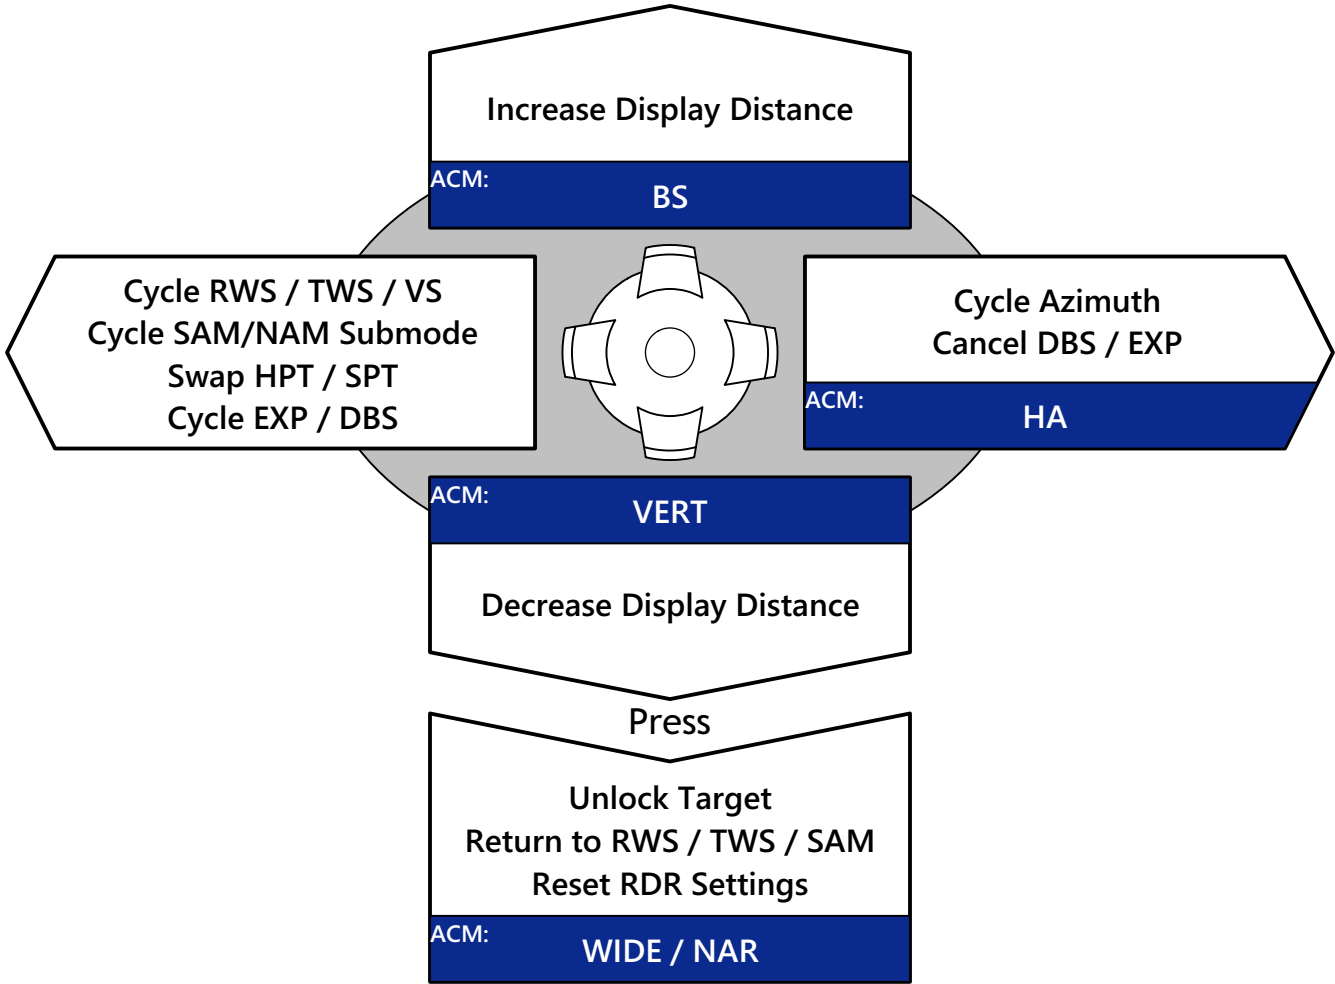 Increase Display Distance
ACM:
BS
Cycle RWS / TWS / VS
Cycle SAM/NAM Submode
Swap HPT / SPT
Cycle EXP / DBS
Cycle Azimuth
Cancel DBS / EXP
ACM:
HA
ACM:
VERT
Decrease Display Distance
Press
Unlock Target
Return to RWS / TWS / SAM
Reset RDR Settings
ACM:
WIDE / NAR